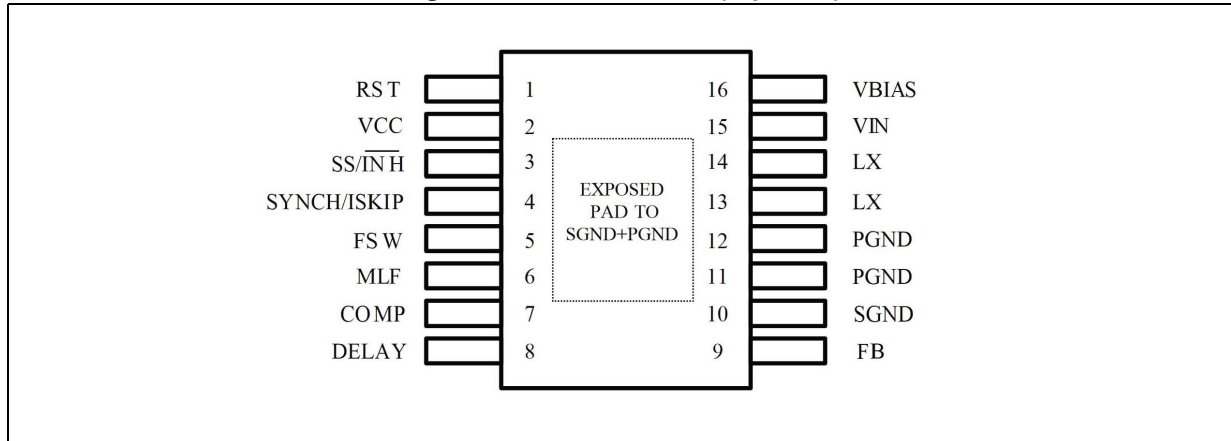 RST 1 16 VBIAS
VCC 2 15 VIN
SS/INH 3 14 LX
SYNCH/ISKIP 4 13 LX
FSW 5 12 PGND
MLF 6 11 PGND
COMP 7 10 SGND
DELAY 8 9 FB
EXPOSED
PAD TO
SGND+PGND